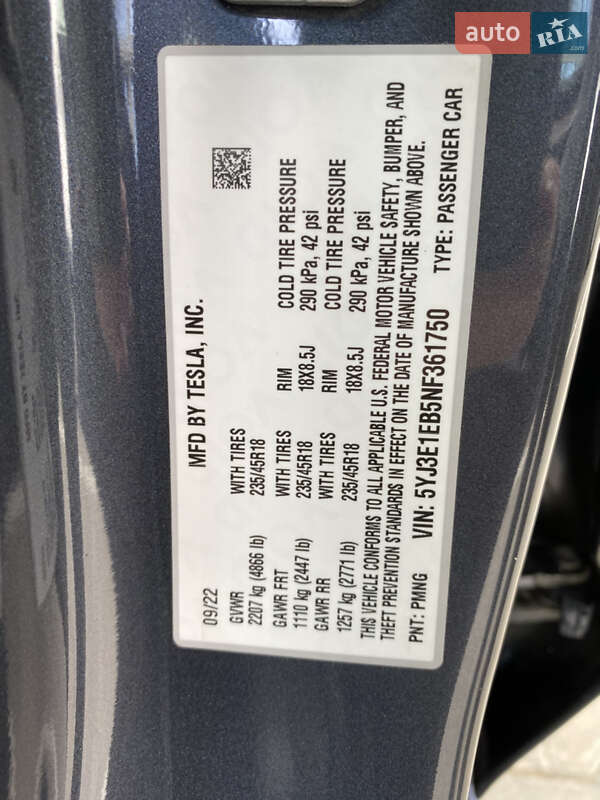 auto RIA.com
MFD BY TESLA, INC.
09/22
GVWR WITH TIRES RIM COLD TIRE PRESSURE
2207 kg (4866 lb) 235/45R18 18X8.5J 290 kPa, 42 psi
GAWR FRT WITH TIRES RIM COLD TIRE PRESSURE
1110 kg (2447 lb) 235/45R18 18X8.5J 290 kPa, 42 psi
GAWR RR
1257 kg (2771 lb) 235/45R18
THIS VEHICLE CONFORMS TO ALL APPLICABLE U.S. FEDERAL MOTOR VEHICLE SAFETY, BUMPER, AND
THEFT PREVENTION STANDARDS IN EFFECT ON THE DATE OF MANUFACTURE SHOWN ABOVE.
PNT: PMNG VIN: 5YJ3E1EB5NF361750 TYPE: PASSENGER CAR